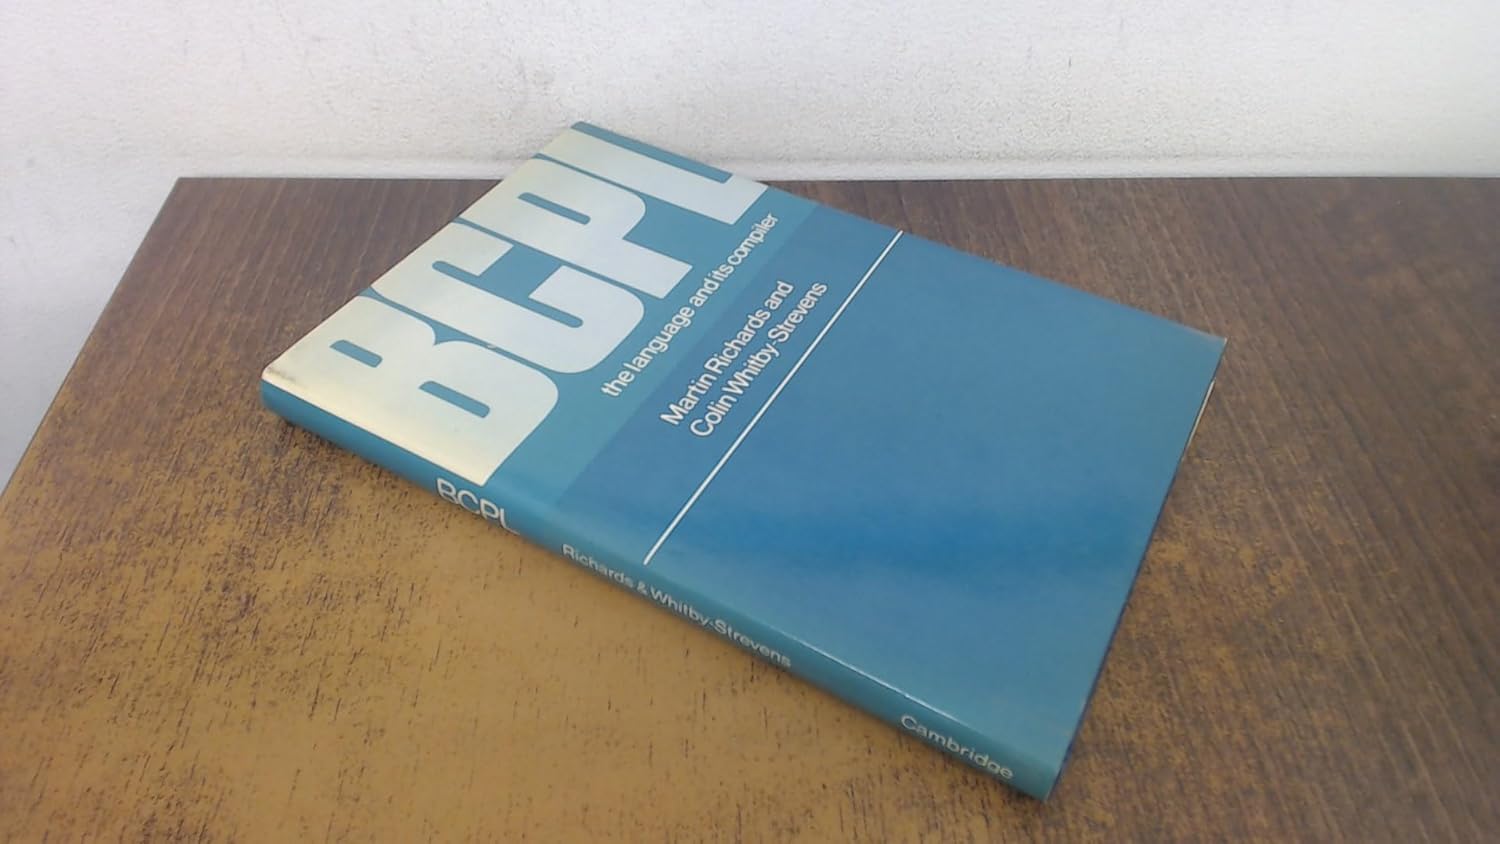 BCPL
the language and its compiler
Martin Richards and
Colin Whitby-Strevens
BCPL
Richards & Whitby-Strevens
Cambridge